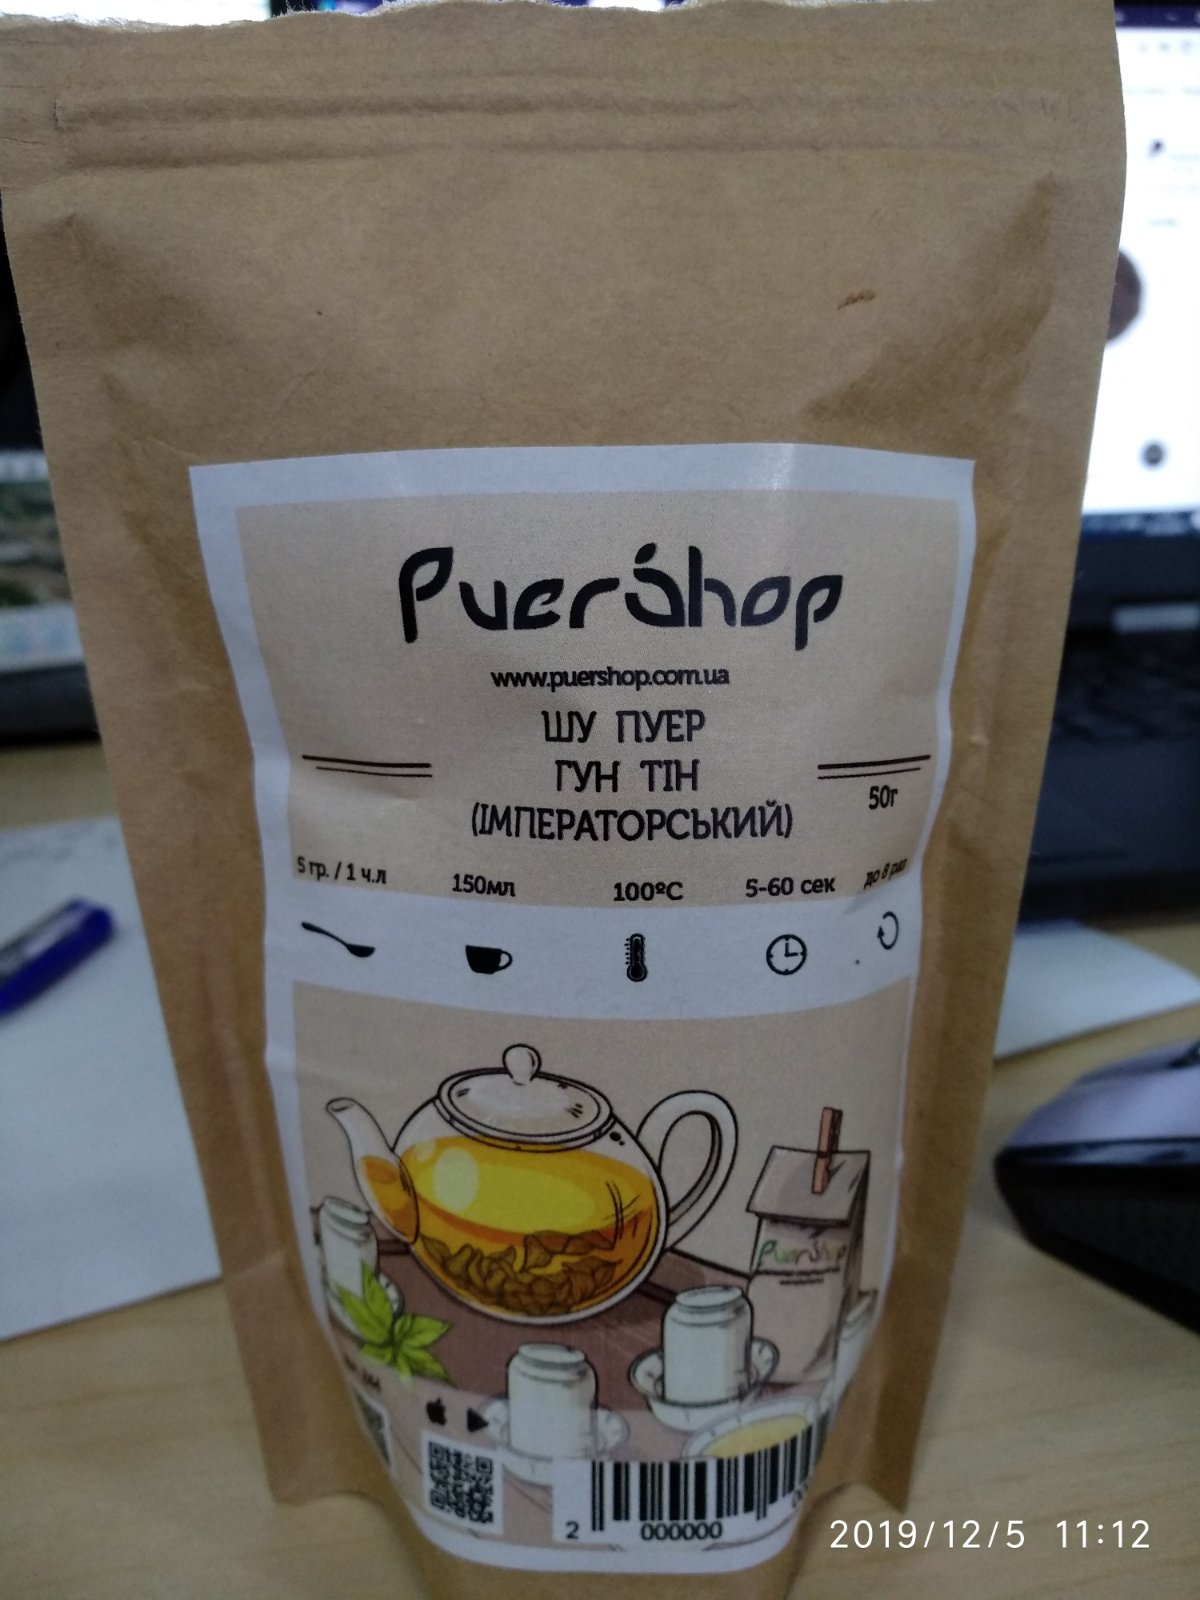 PuerShop
www.puershop.com.ua
ШУ ПУЕР
ГУН ТІН
(ІМПЕРАТОРСЬКИЙ)
50г
5 гр. / 1 ч.л
150мл
100ºС
5-60 сек
до 8 раз
PuerShop
2 000000
2019/12/5 11:12